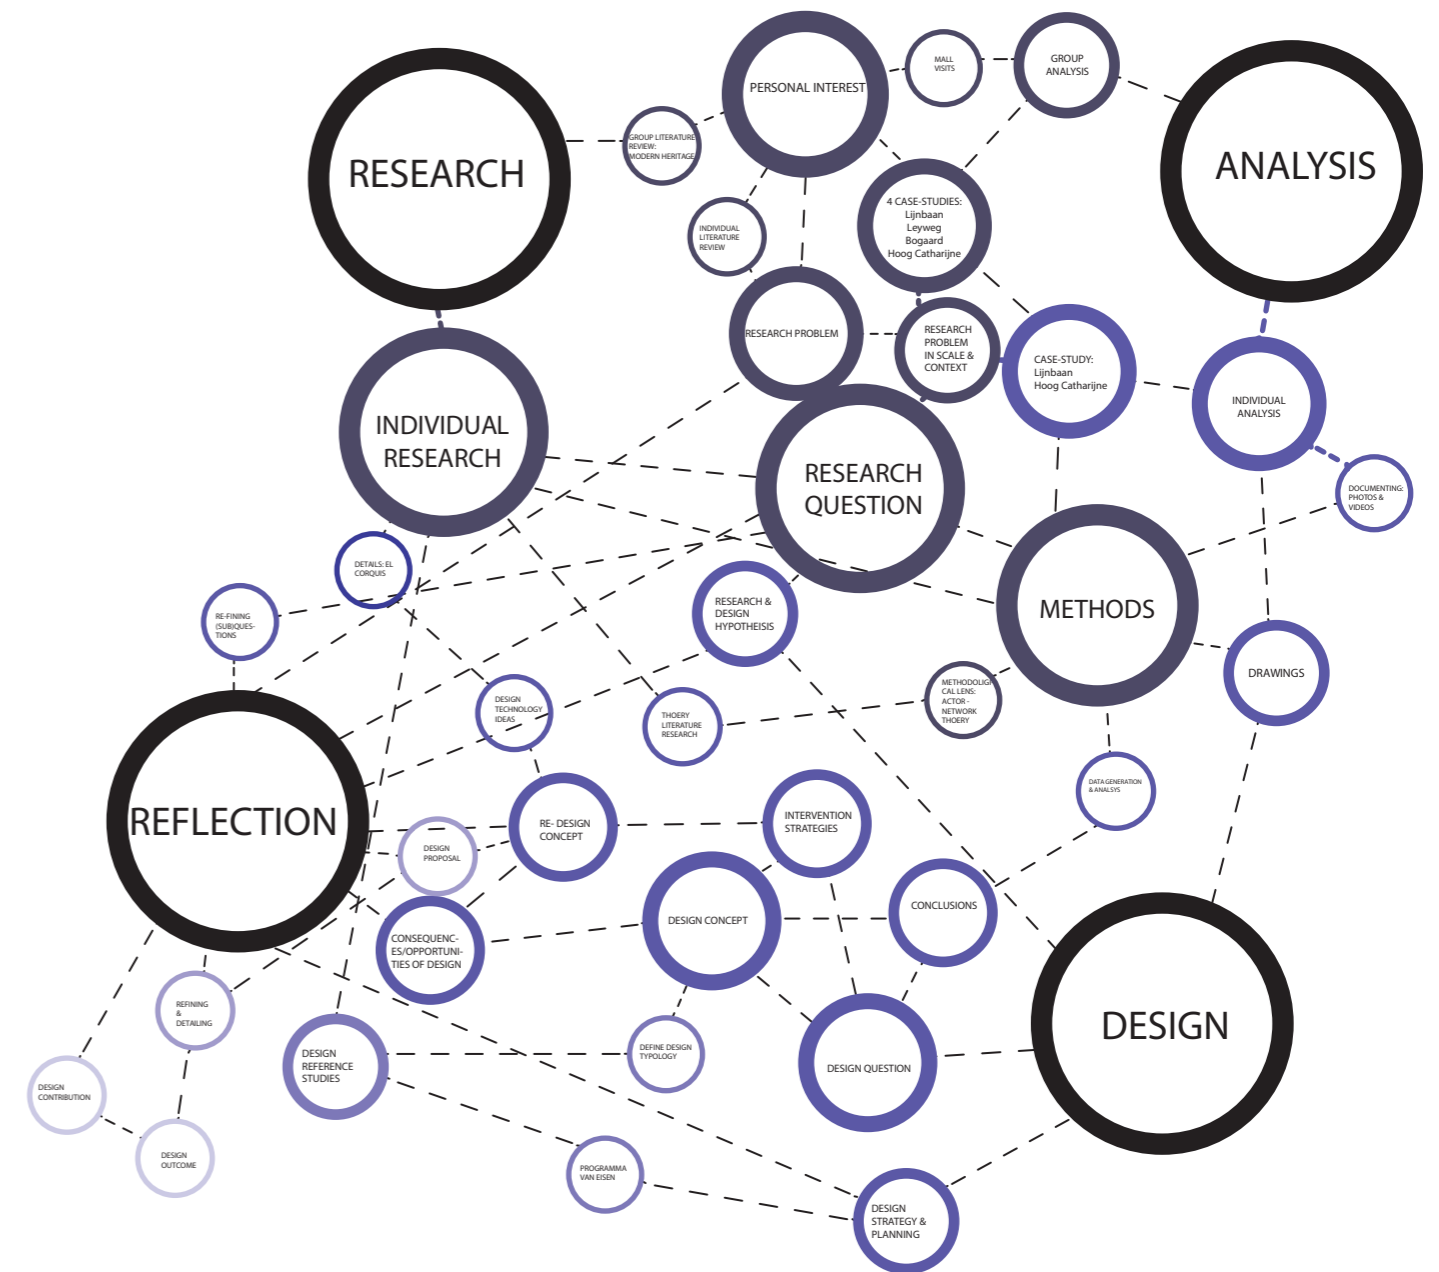 PERSONAL INTEREST
MALL
VISITS
GROUP
ANALYSIS
RESEARCH
GROUP LITERATURE
REVIEW:
MODERN HERITAGE
ANALYSIS
4 CASE-STUDIES:
Lijnbaan
Leyweg
Bogaard
Hoog Catharijne
INDIVIDUAL
LITERATURE
REVIEW
RESEARCH PROBLEM
RESEARCH
PROBLEM
IN SCALE &
CONTEXT
CASE-STUDY:
Lijnbaan
Hoog Catharijne
INDIVIDUAL
ANALYSIS
INDIVIDUAL
RESEARCH
RESEARCH
QUESTION
DOCUMENTING:
PHOTOS &
VIDEOS
DETAILS: EL
CORQUIS
RE-FINING
(SUB)QUES-
TIONS
RESEARCH &
DESIGN
HYPOTHEISIS
METHODS
DRAWINGS
DESIGN
TECHNOLOGY
IDEAS
THOERY
LITERATURE
RESEARCH
METHODOLIGI
CAL LENS:
ACTOR -
NETWORK
THOERY
DATA GENERATION
& ANALSYS
REFLECTION
RE- DESIGN
CONCEPT
INTERVENTION
STRATEGIES
DESIGN
PROPOSAL
CONSEQUENC-
ES/OPPORTUNI-
TIES OF DESIGN
DESIGN CONCEPT
CONCLUSIONS
REFINING
&
DETAILING
DESIGN
REFERENCE
STUDIES
DEFINE DESIGN
TYPOLOGY
DESIGN QUESTION
DESIGN
DESIGN
CONTRIBUTION
DESIGN
OUTCOME
PROGRAMMA
VAN EISEN
DESIGN
STRATEGY &
PLANNING